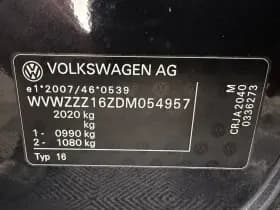 VOLKSWAGEN AG
e1*2007/46*0539
WVWZZZ16ZDM054957
2020 kg
kg
1- 0990 kg
2- 1080 kg
Typ 16
M
CRJA2040
0336273